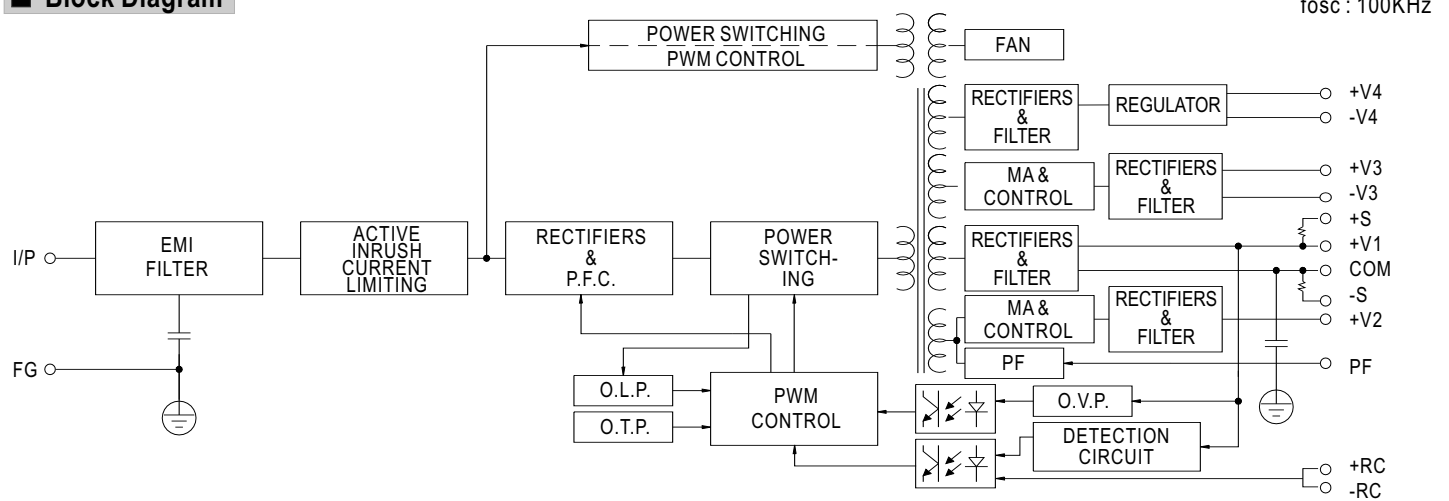 ■ Block Diagram
fosc : 100KHz
POWER SWITCHING
PWM CONTROL
FAN
RECTIFIERS
&
FILTER
REGULATOR
+V4
-V4
MA &
CONTROL
RECTIFIERS
&
FILTER
+V3
-V3
I/P
EMI
FILTER
ACTIVE
INRUSH
CURRENT
LIMITING
RECTIFIERS
&
P.F.C.
POWER
SWITCH-
ING
RECTIFIERS
&
FILTER
+S
+V1
COM
-S
MA &
CONTROL
RECTIFIERS
&
FILTER
+V2
FG
PF
PF
O.L.P.
O.T.P.
PWM
CONTROL
O.V.P.
DETECTION
CIRCUIT
+RC
-RC